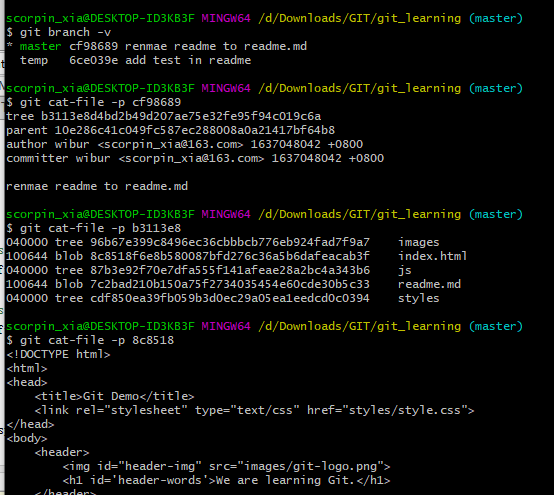 scorpin_xia@DESKTOP-ID3KB3F MINGW64 /d/Downloads/GIT/git_learning (master)
$ git branch -v
* master cf98689 renmae readme to readme.md
  temp   6ce039e add test in readme

scorpin_xia@DESKTOP-ID3KB3F MINGW64 /d/Downloads/GIT/git_learning (master)
$ git cat-file -p cf98689
tree b3113e8d4bd2b49d207ae75e32fe95f94c019c6a
parent 10e286c41c049fc587ec288008a0a21417bf64b8
author wibur <scorpin_xia@163.com> 1637048042 +0800
committer wibur <scorpin_xia@163.com> 1637048042 +0800

renmae readme to readme.md

scorpin_xia@DESKTOP-ID3KB3F MINGW64 /d/Downloads/GIT/git_learning (master)
$ git cat-file -p b3113e8
040000 tree 96b67e399c8496ec36cbbbcb776eb924fad7f9a7    images
100644 blob 8c8518f6e8b580087bfd276c36a5b6dafeacab3f    index.html
040000 tree 87b3e92f70e7dfa555f141afeae28a2bc4a343b6    js
100644 blob 7c2bad210b150a75f2734035454e60cde30b5c33    readme.md
040000 tree cdf850ea39fb059b3d0ec29a05ea1eedcd0c0394    styles

scorpin_xia@DESKTOP-ID3KB3F MINGW64 /d/Downloads/GIT/git_learning (master)
$ git cat-file -p 8c8518
<!DOCTYPE html>
<html>
<head>
    <title>Git Demo</title>
    <link rel="stylesheet" type="text/css" href="styles/style.css">
</head>
<body>
    <header>
        <img id="header-img" src="images/git-logo.png">
        <h1 id='header-words'>We are learning Git.</h1>
    </header>